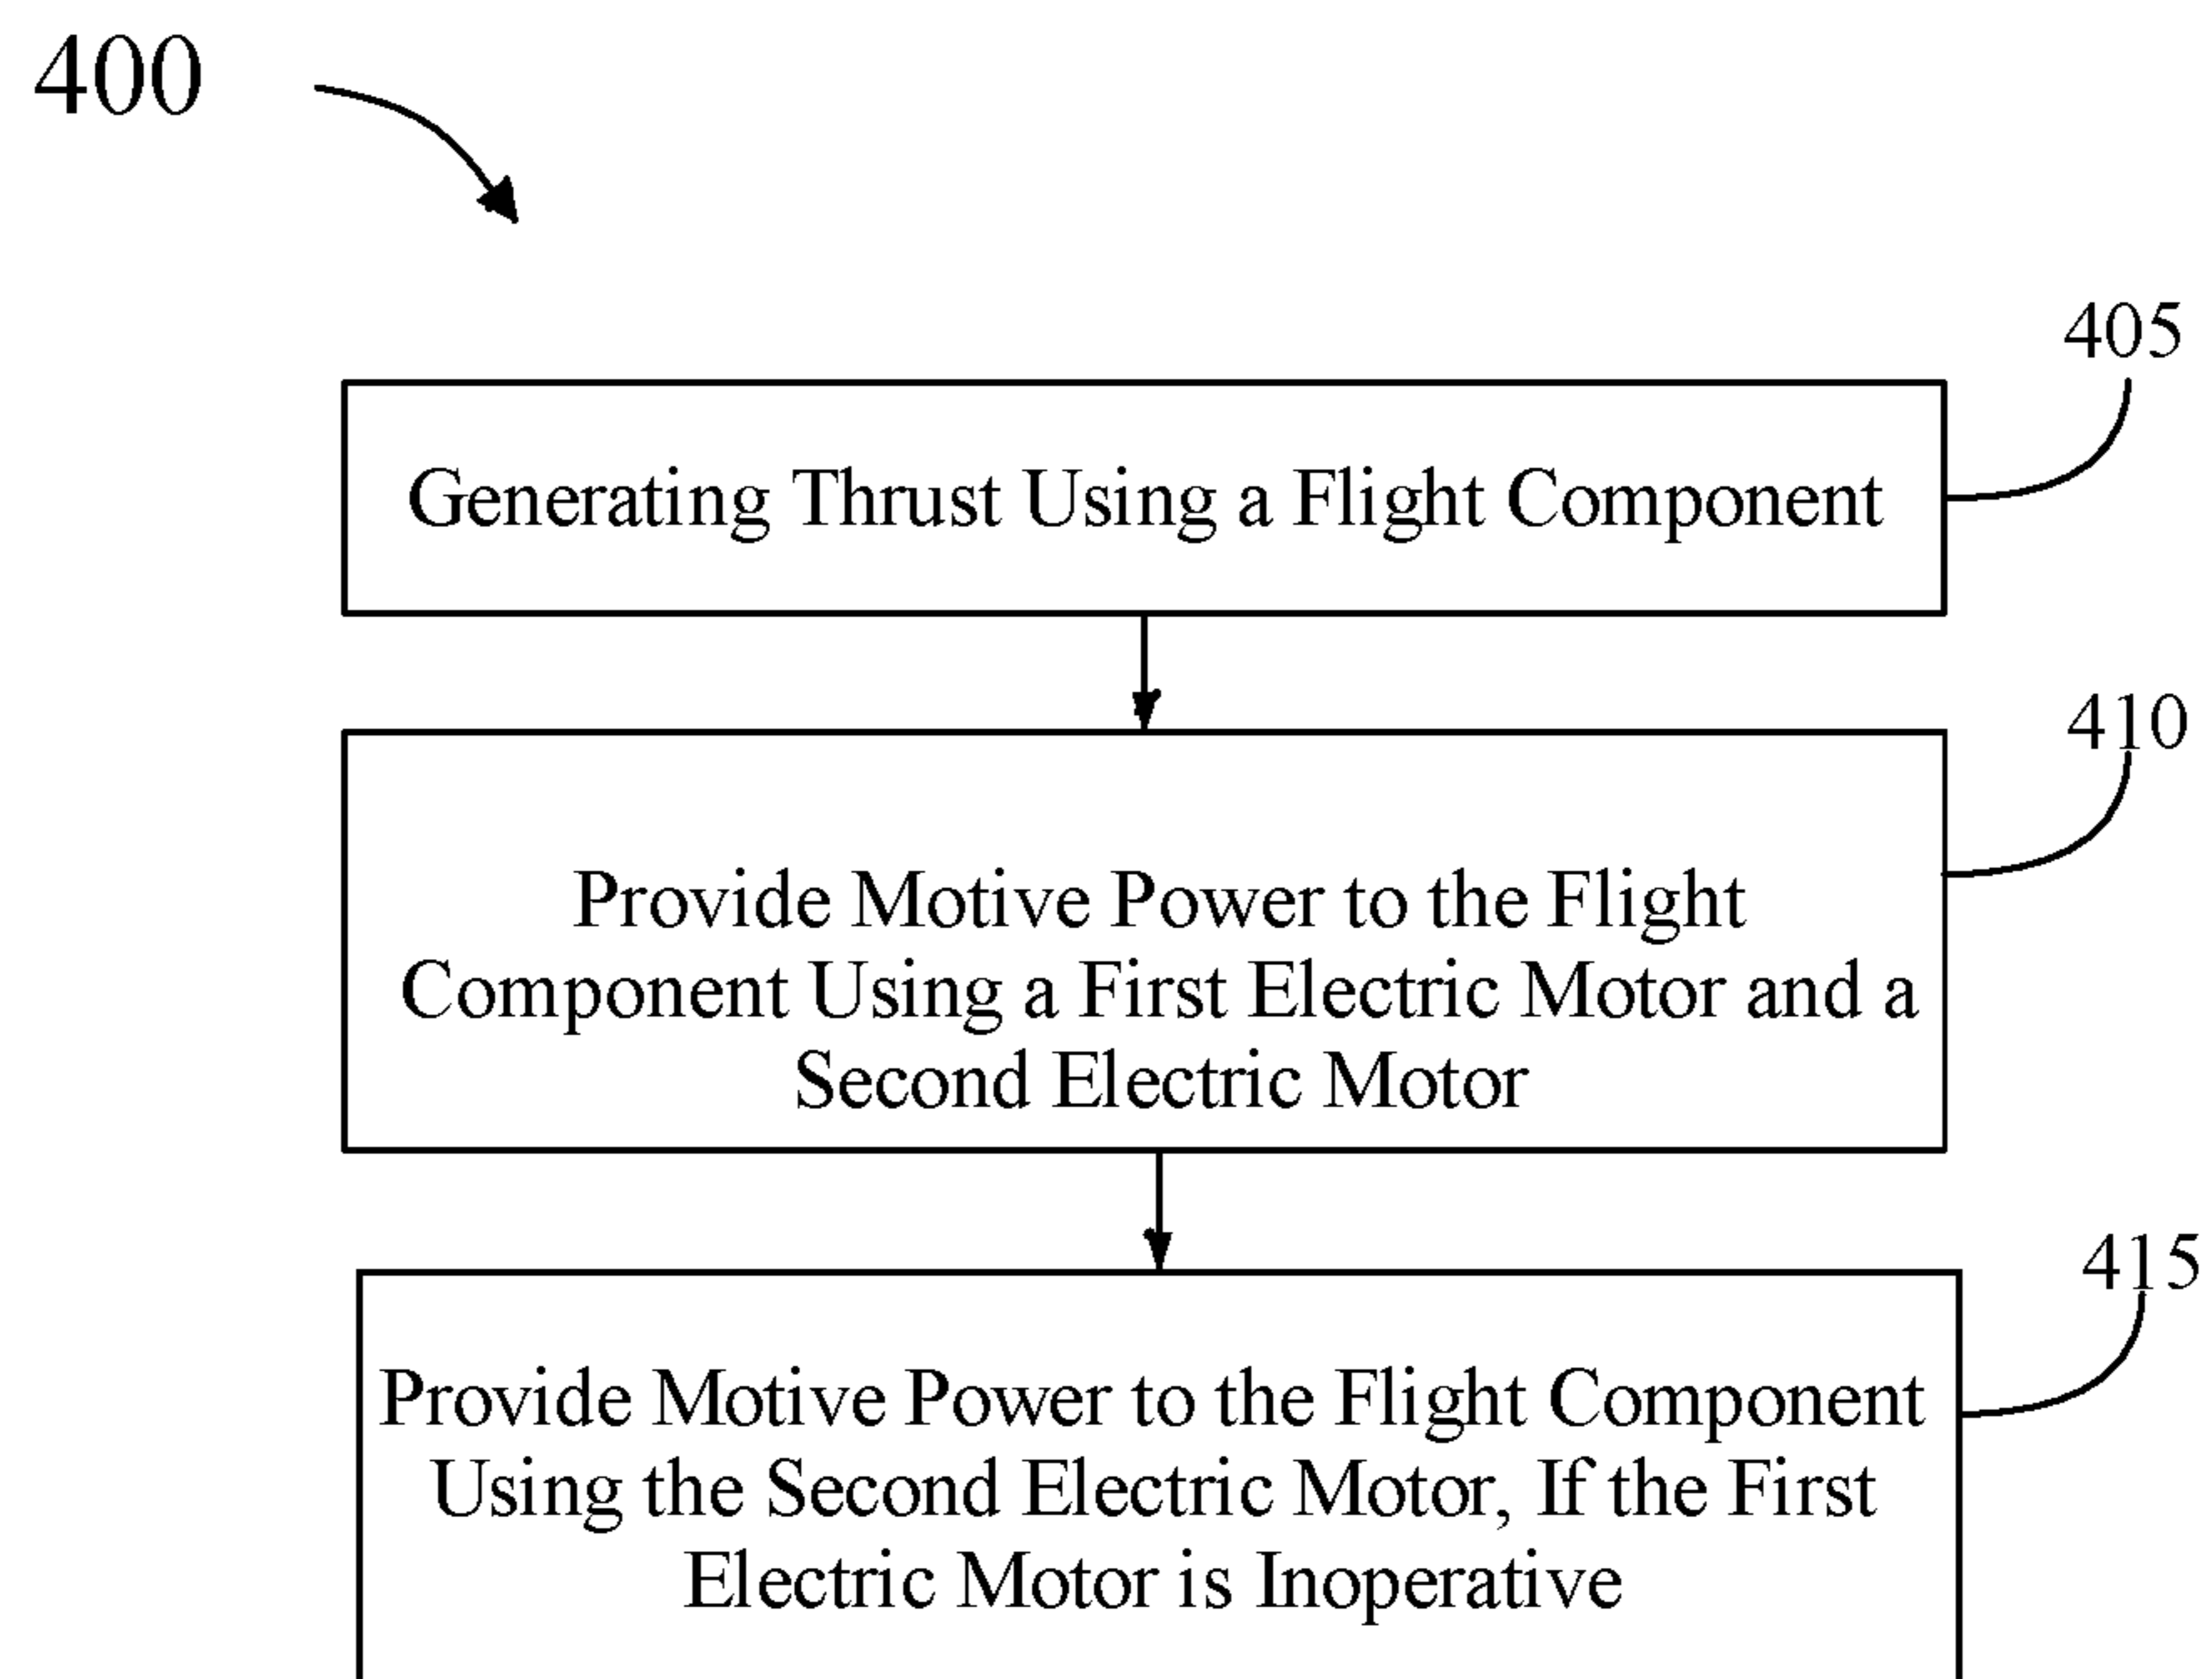 400
405
Generating Thrust Using a Flight Component
410
Provide Motive Power to the Flight
Component Using a First Electric Motor and a
Second Electric Motor
415
Provide Motive Power to the Flight Component
Using the Second Electric Motor, If the First
Electric Motor is Inoperative